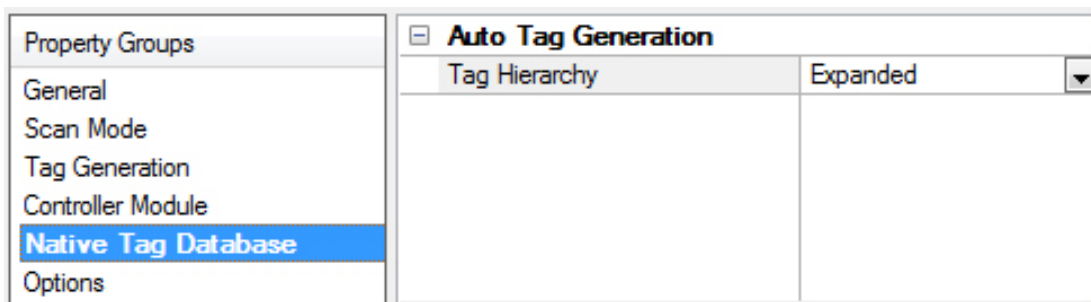 Property Groups
General
Scan Mode
Tag Generation
Controller Module
Native Tag Database
Options
Auto Tag Generation
Tag Hierarchy Expanded